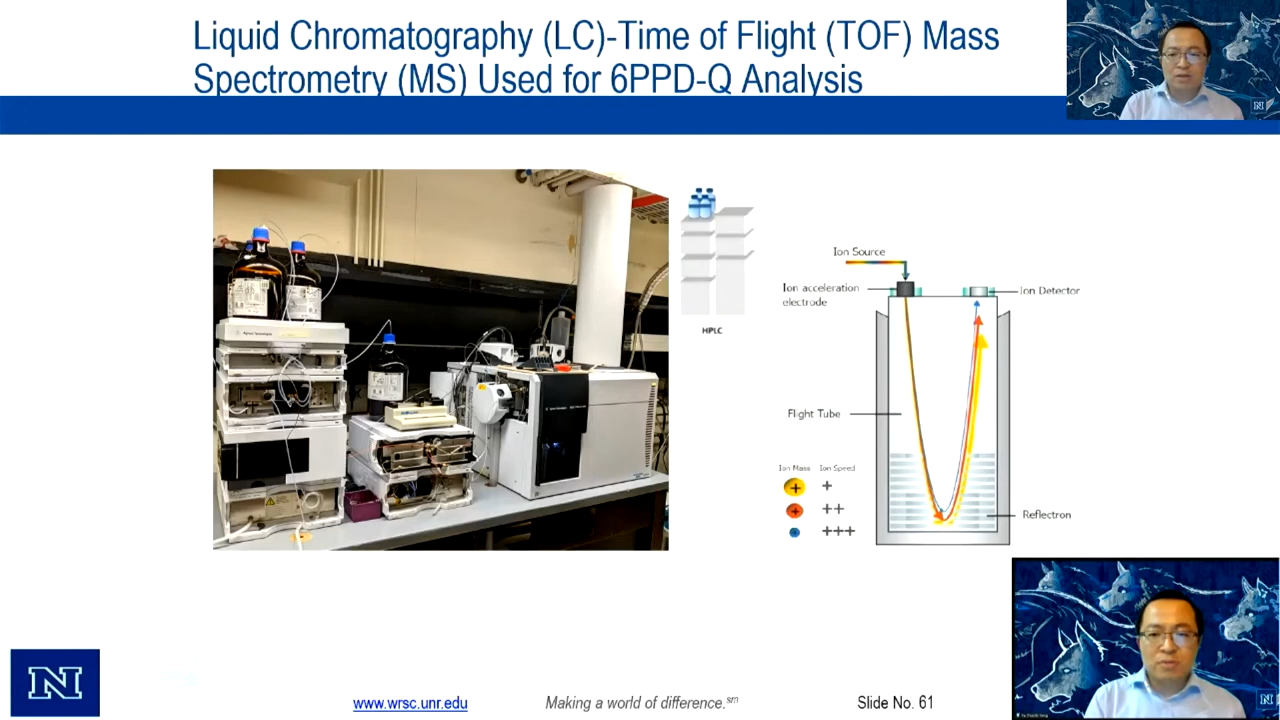 Liquid Chromatography (LC)-Time of Flight (TOF) Mass
Spectrometry (MS) Used for 6PPD-Q Analysis
N
HPLC
Ion Source
Ion acceleration
electrode
Ion Detector
Flight Tube
Ion Mass Ion Speed
+ +
+ ++
+ +++
Reflectron
N
www.wrsc.unr.edu
Making a world of difference.sm
Slide No. 61
N